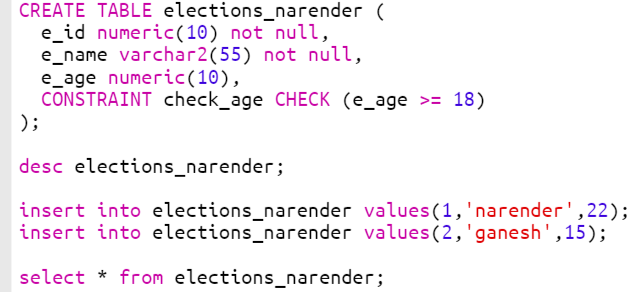 CREATE TABLE elections_narender (
  e_id numeric(10) not null,
  e_name varchar2(55) not null,
  e_age numeric(10),
  CONSTRAINT check_age CHECK (e_age >= 18)
);

desc elections_narender;

insert into elections_narender values(1,'narender',22);
insert into elections_narender values(2,'ganesh',15);

select * from elections_narender;